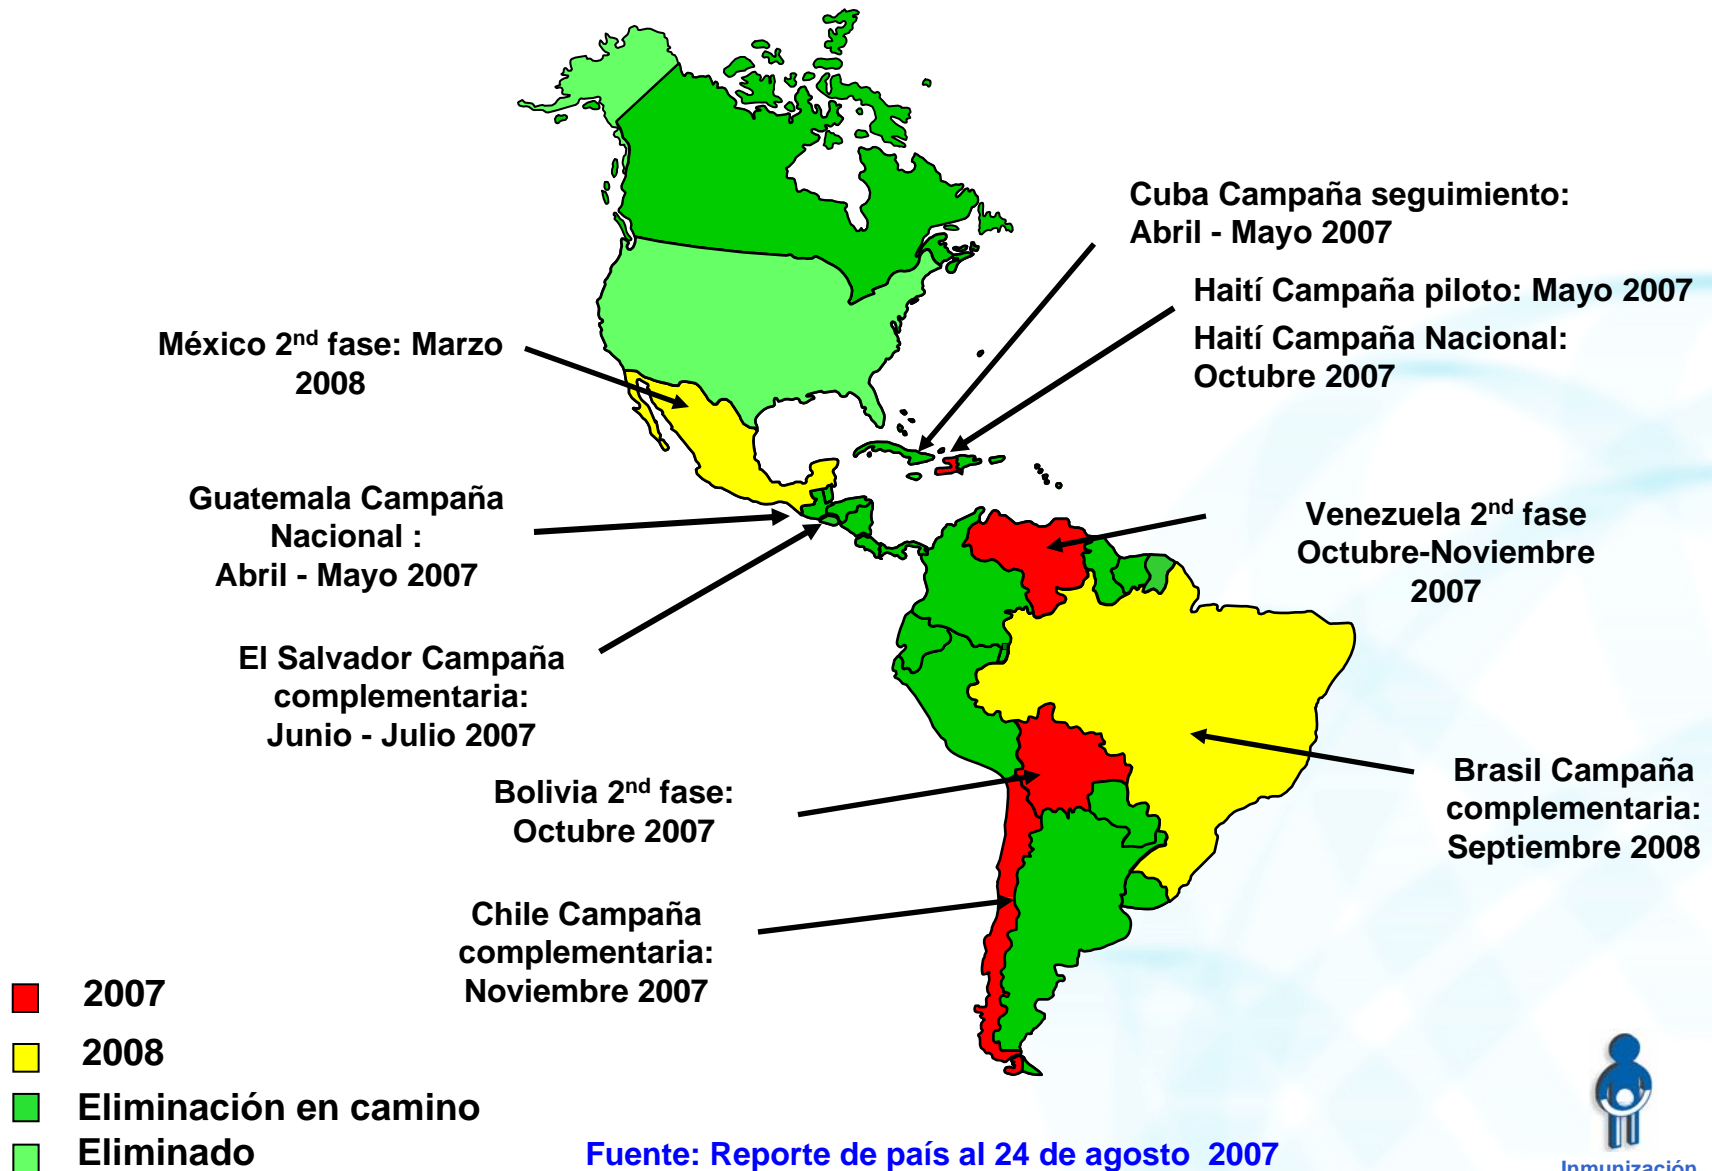 Cuba Campaña seguimiento:
Abril - Mayo 2007
Haití Campaña piloto: Mayo 2007
Haití Campaña Nacional:
Octubre 2007
México 2nd fase: Marzo
2008
Guatemala Campaña
Nacional :
Abril - Mayo 2007
Venezuela 2nd fase
Octubre-Noviembre
2007
El Salvador Campaña
complementaria:
Junio - Julio 2007
Bolivia 2nd fase:
Octubre 2007
Brasil Campaña
complementaria:
Septiembre 2008
Chile Campaña
complementaria:
Noviembre 2007
2007
2008
Eliminación en camino
Eliminado
Fuente: Reporte de país al 24 de agosto 2007
Inmunización